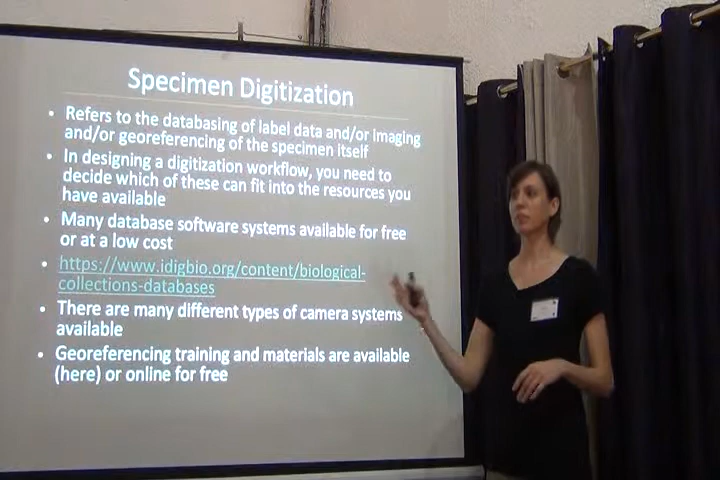 Specimen Digitization
• Refers to the databasing of label data and/or imaging
and/or georeferencing of the specimen itself
• In designing a digitization workflow, you need to
decide which of these can fit into the resources you
have available
• Many database software systems available for free
or at a low cost
• https://www.idigbio.org/content/biological-
collections-databases
• There are many different types of camera systems
available
• Georeferencing training and materials are available
(here) or online for free